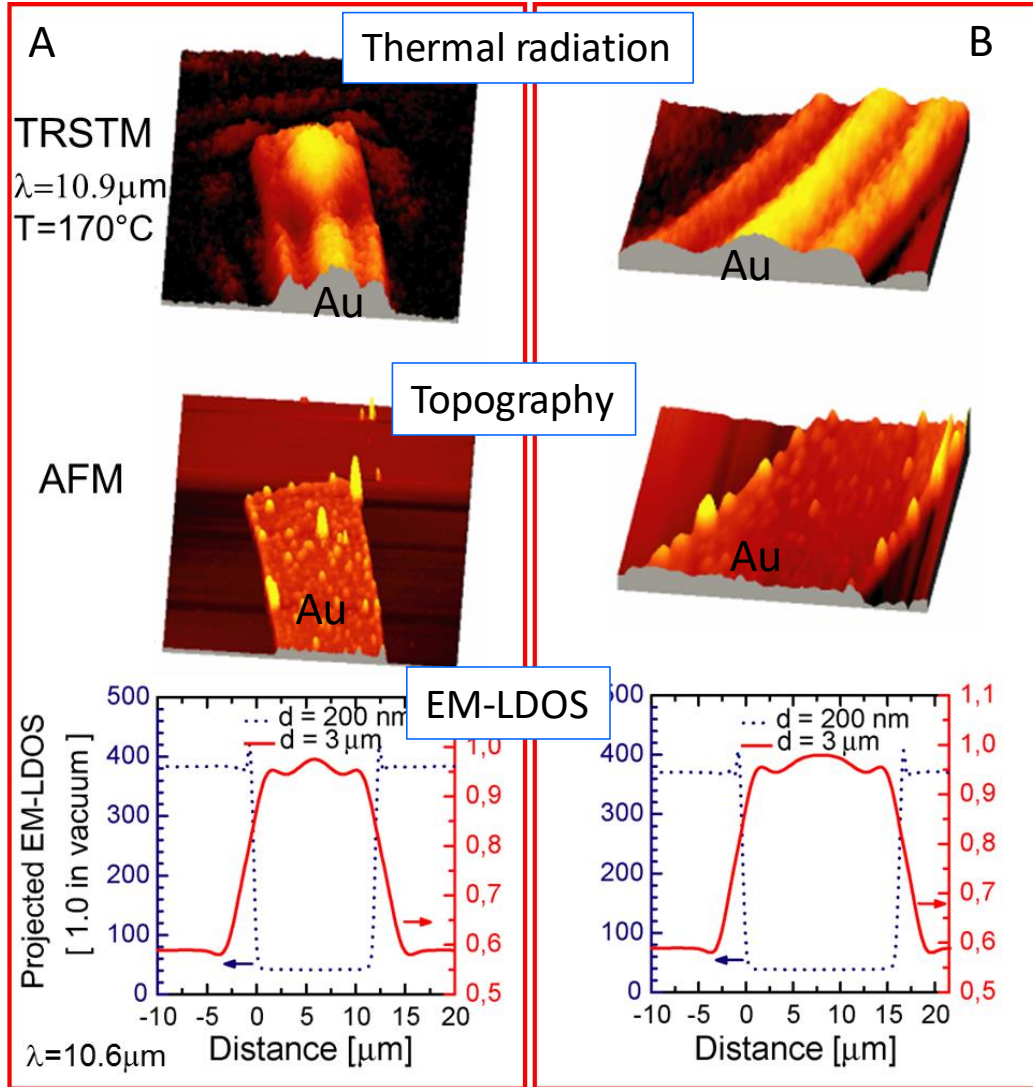 A
Thermal radiation
B
TRSTM
λ=10.9μm
T=170°C
Au
Au
Topography
AFM
Au
Au
EM-LDOS
Projected EM-LDOS
[ 1.0 in vacuum ]
500
400
300
200
100
0
d = 200 nm
d = 3 μm
1,0
0,9
0,8
0,7
0,6
0,5
-10 -5 0 5 10 15 20
Distance [μm]
λ=10.6μm
500
400
300
200
100
0
d = 200 nm
d = 3 μm
1,1
1,0
0,9
0,8
0,7
0,6
0,5
-10 -5 0 5 10 15 20
Distance [μm]